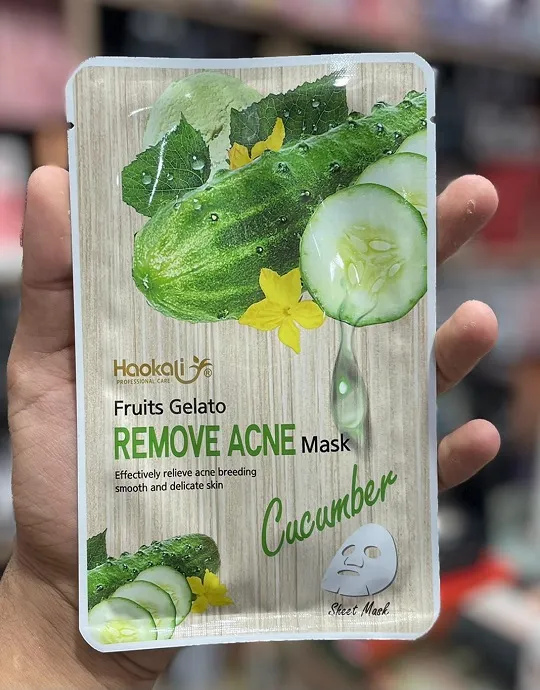 Haokali ®
PROFESSIONAL CARE
Fruits Gelato
REMOVE ACNE Mask
Effectively relieve acne breeding
smooth and delicate skin
Cucumber
Sheet Mask